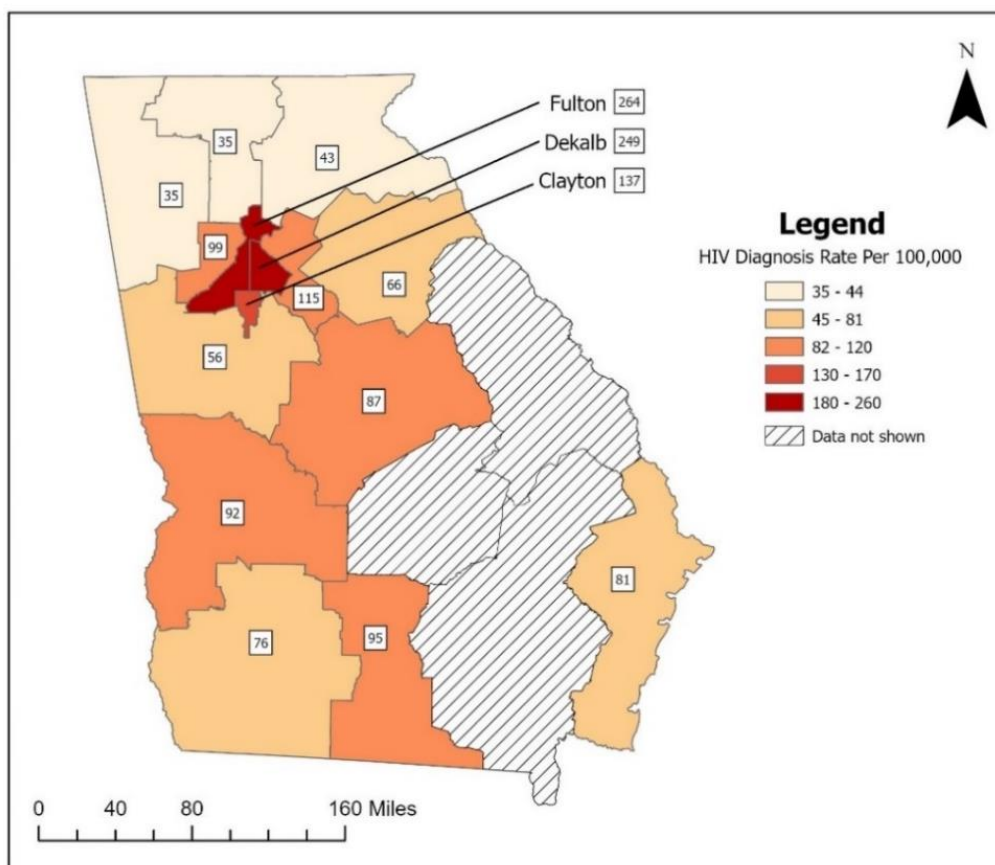 N
Fulton 264
Dekalb 249
Clayton 137
35
43
35
99
115
66
56
87
92
81
76
95
Legend
HIV Diagnosis Rate Per 100,000
35 - 44
45 - 81
82 - 120
130 - 170
180 - 260
Data not shown
0 40 80 160 Miles